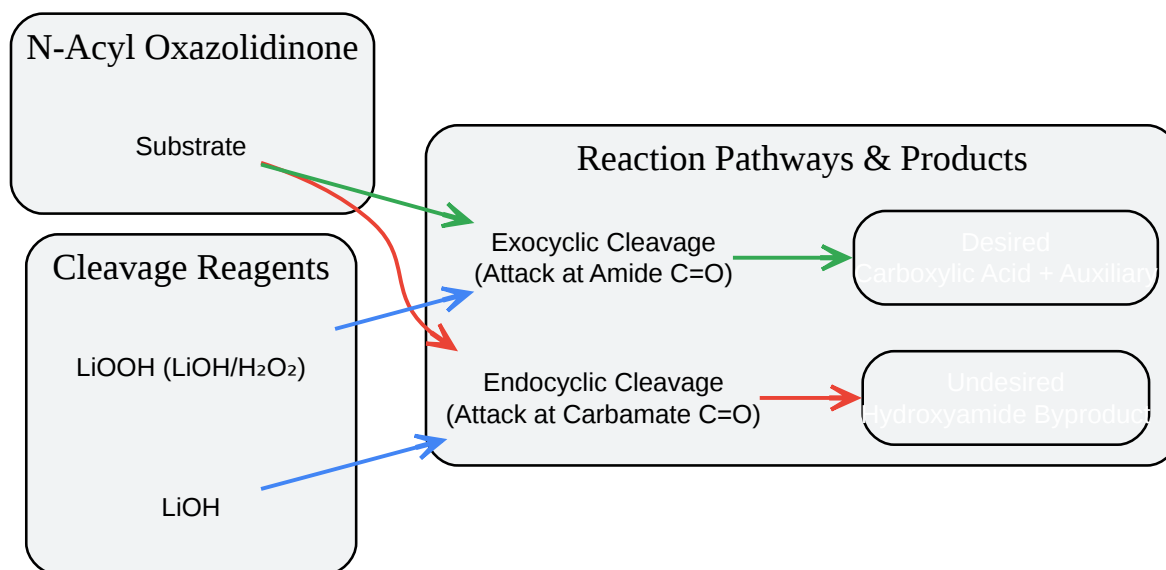 N-Acyl Oxazolidinone
Substrate
Cleavage Reagents
LiOOH (LiOH/H₂O₂)
LiOH
Reaction Pathways & Products
Exocyclic Cleavage
(Attack at Amide C=O)
Desired
Carboxylic Acid + Auxiliary
Endocyclic Cleavage
(Attack at Carbamate C=O)
Undesired
Hydroxyamide Byproduct